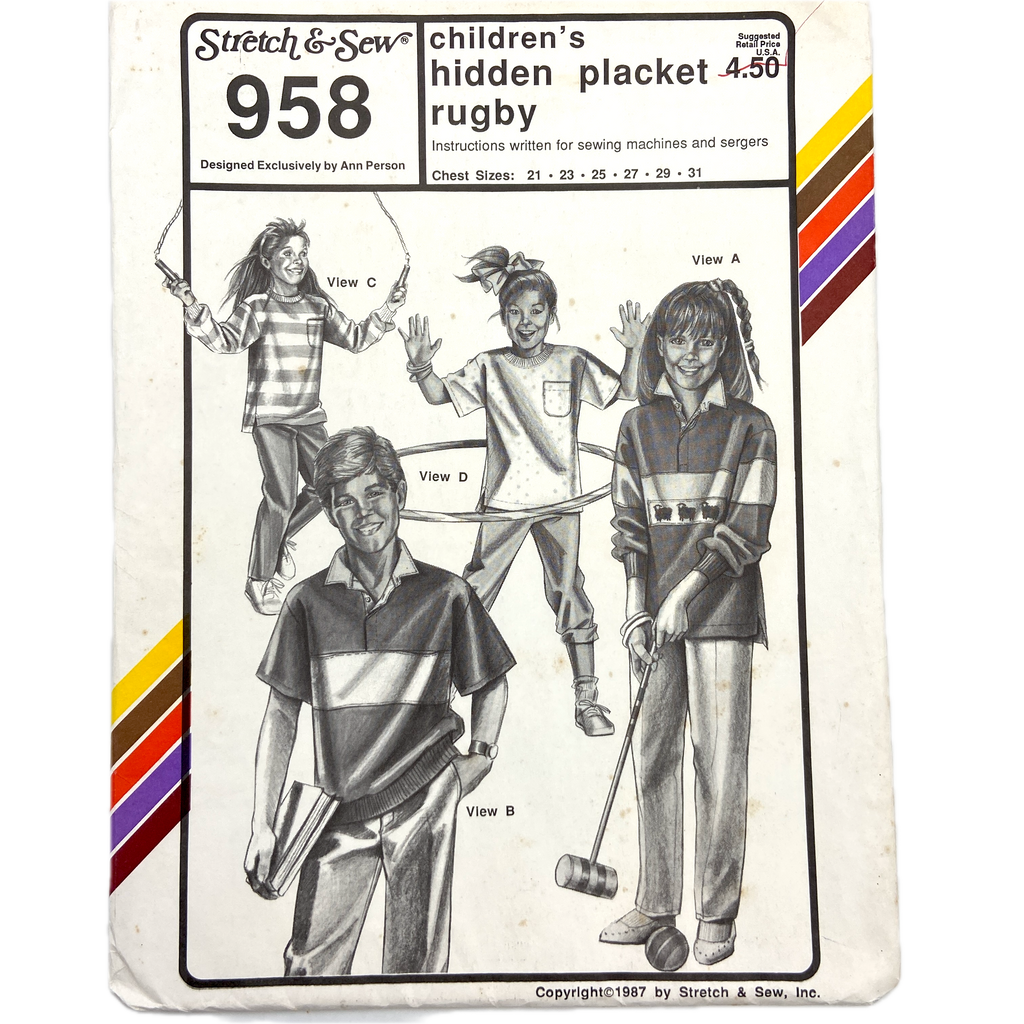 Stretch & Sew®
958
Designed Exclusively by Ann Person
children's
hidden placket
rugby
Suggested
Retail Price
U.S.A.
4.50
Instructions written for sewing machines and sergers
Chest Sizes: 21 • 23 • 25 • 27 • 29 • 31
View A
View C
View D
View B
Copyright©1987 by Stretch & Sew, Inc.